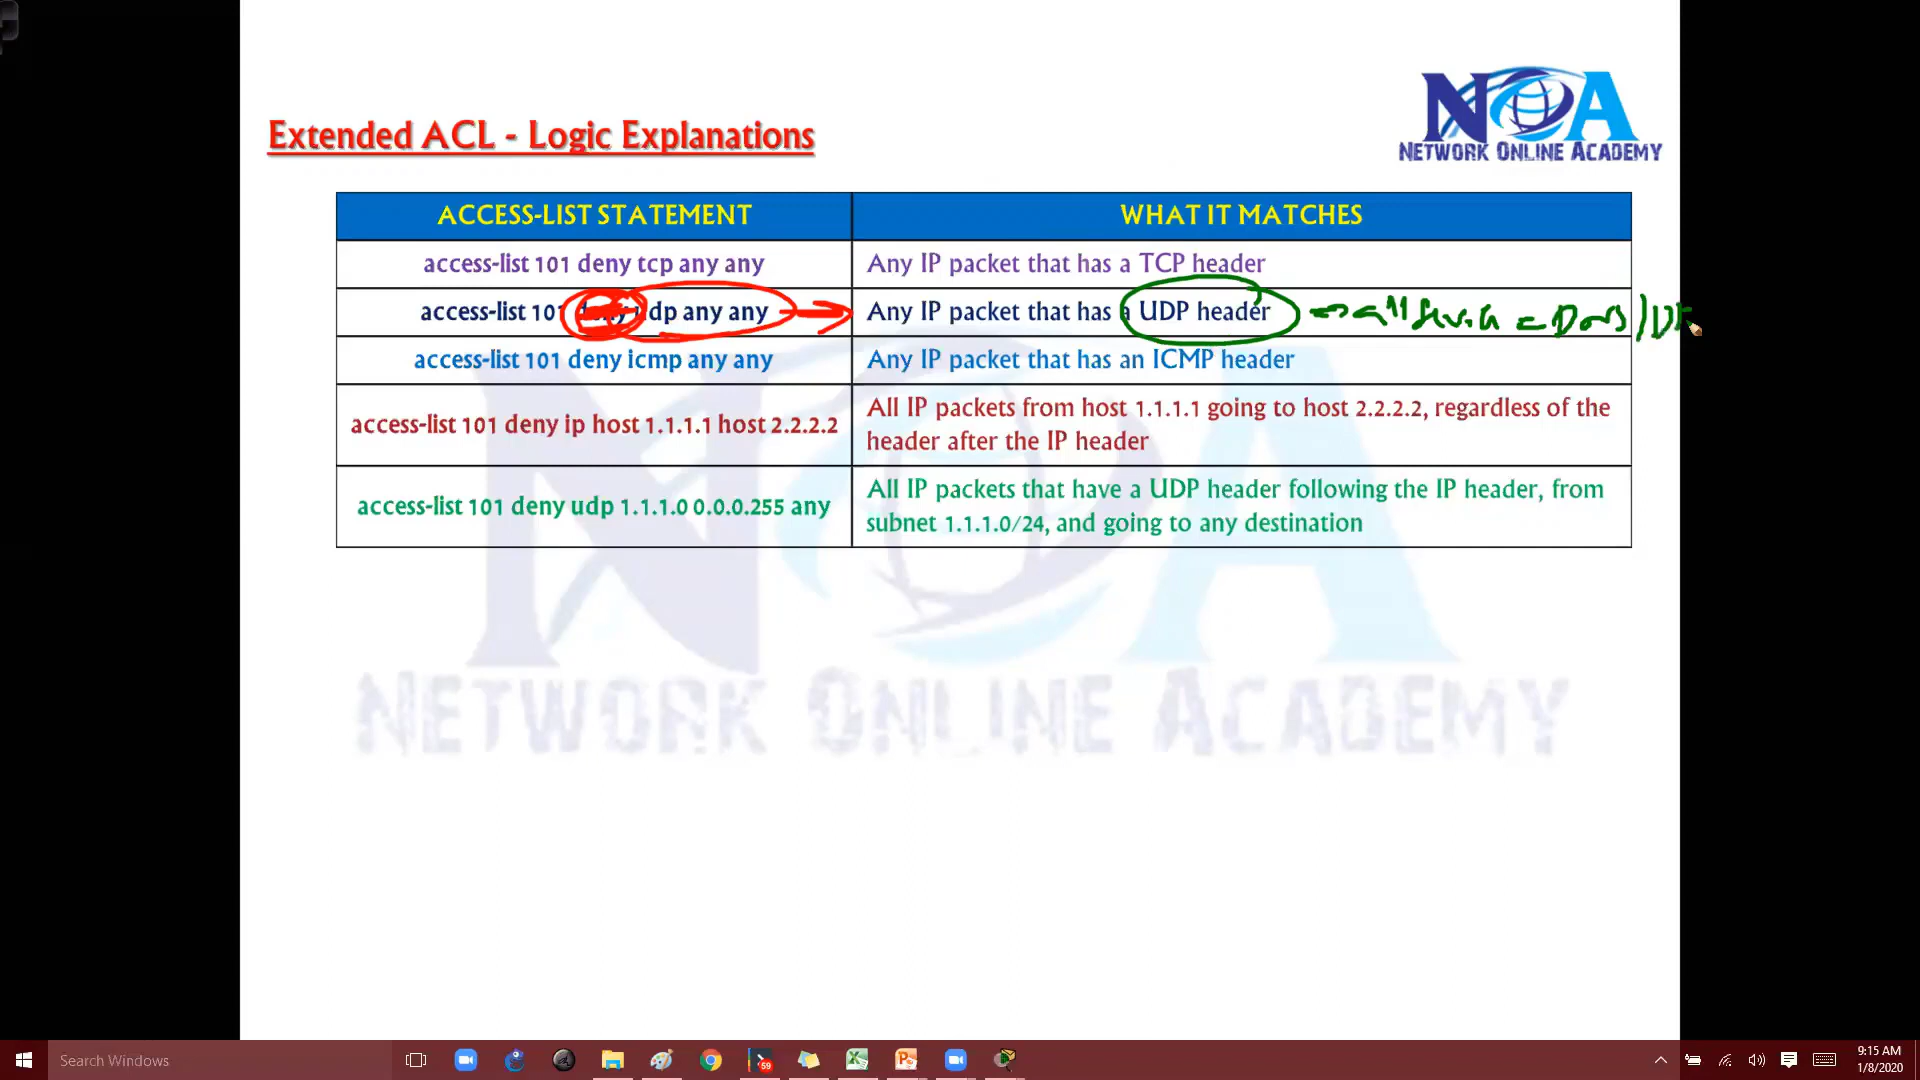 NOA
NETWORK ONLINE ACADEMY
Extended ACL - Logic Explanations
ACCESS-LIST STATEMENT
WHAT IT MATCHES
access-list 101 deny tcp any any
Any IP packet that has a TCP header
access-list 101 deny udp any any
Any IP packet that has a UDP header
access-list 101 deny icmp any any
Any IP packet that has an ICMP header
access-list 101 deny ip host 1.1.1.1 host 2.2.2.2
All IP packets from host 1.1.1.1 going to host 2.2.2.2, regardless of the
header after the IP header
access-list 101 deny udp 1.1.1.0 0.0.0.255 any
All IP packets that have a UDP header following the IP header, from
subnet 1.1.1.0/24, and going to any destination
NOA
NETWORK ONLINE ACADEMY
Search Windows
59
9:15 AM
1/8/2020